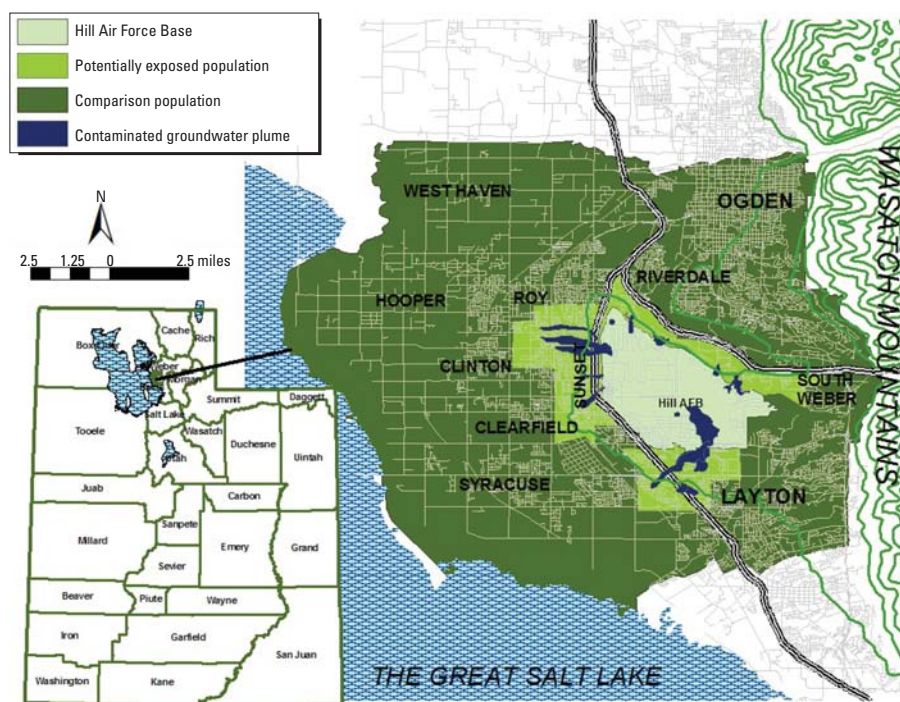 Hill Air Force Base
Potentially exposed population
Comparison population
Contaminated groundwater plume
N
2.5 1.25 0 2.5 miles
WEST HAVEN
OGDEN
RIVERDALE
HOOPER
ROY
CLINTON
SUNSET
SOUTH
WEBER
Hill AFB
CLEARFIELD
SYRACUSE
LAYTON
WASATCH MOUNTAINS
THE GREAT SALT LAKE
Cache
Rich
Box Elder
Weber
Morgan
Summit
Daggett
Salt Lake
Tooele
Wasatch
Duchesne
Uintah
Utah
Juab
Carbon
Sanpete
Millard
Emery
Grand
Sevier
Beaver
Piute
Wayne
Iron
Garfield
San Juan
Washington
Kane